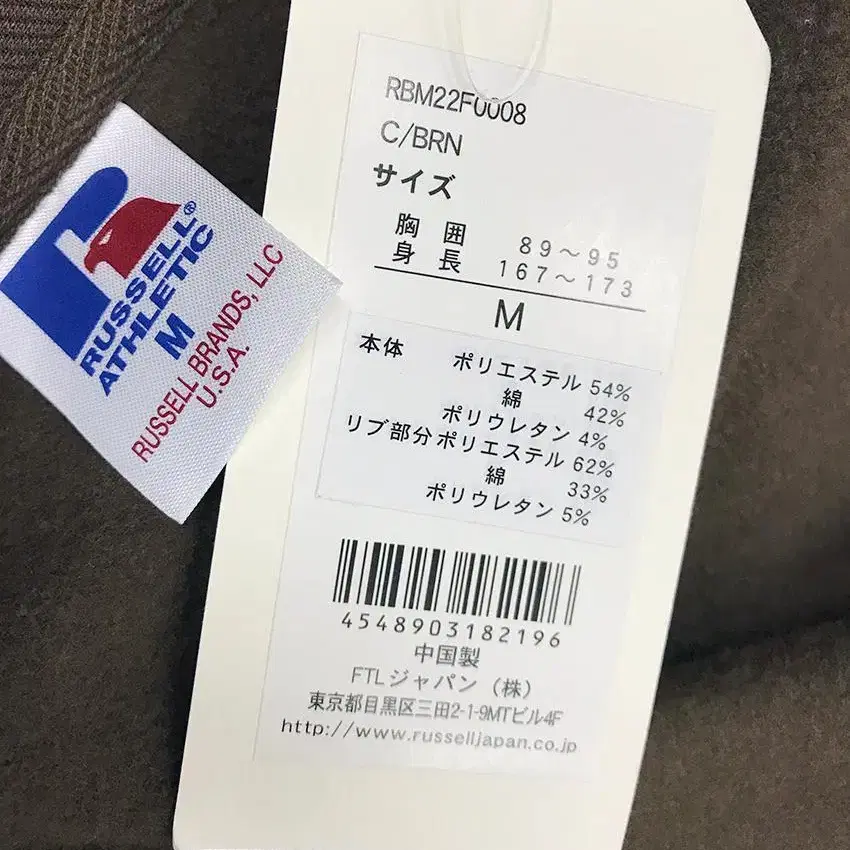 RUSSELL
ATHLETIC
M
RUSSELL BRANDS, LLC
U.S.A.
RBM22F0008
C/BRN
サイズ
胸 囲 89～95
身 長 167～173
M
本体 ポリエステル 54%
綿 42%
ポリウレタン 4%
リブ部分 ポリエステル 62%
綿 33%
ポリウレタン 5%
4548903182196
中国製
FTLジャパン（株）
東京都目黒区三田2-1-9MTビル4F
http://www.russelljapan.co.jp